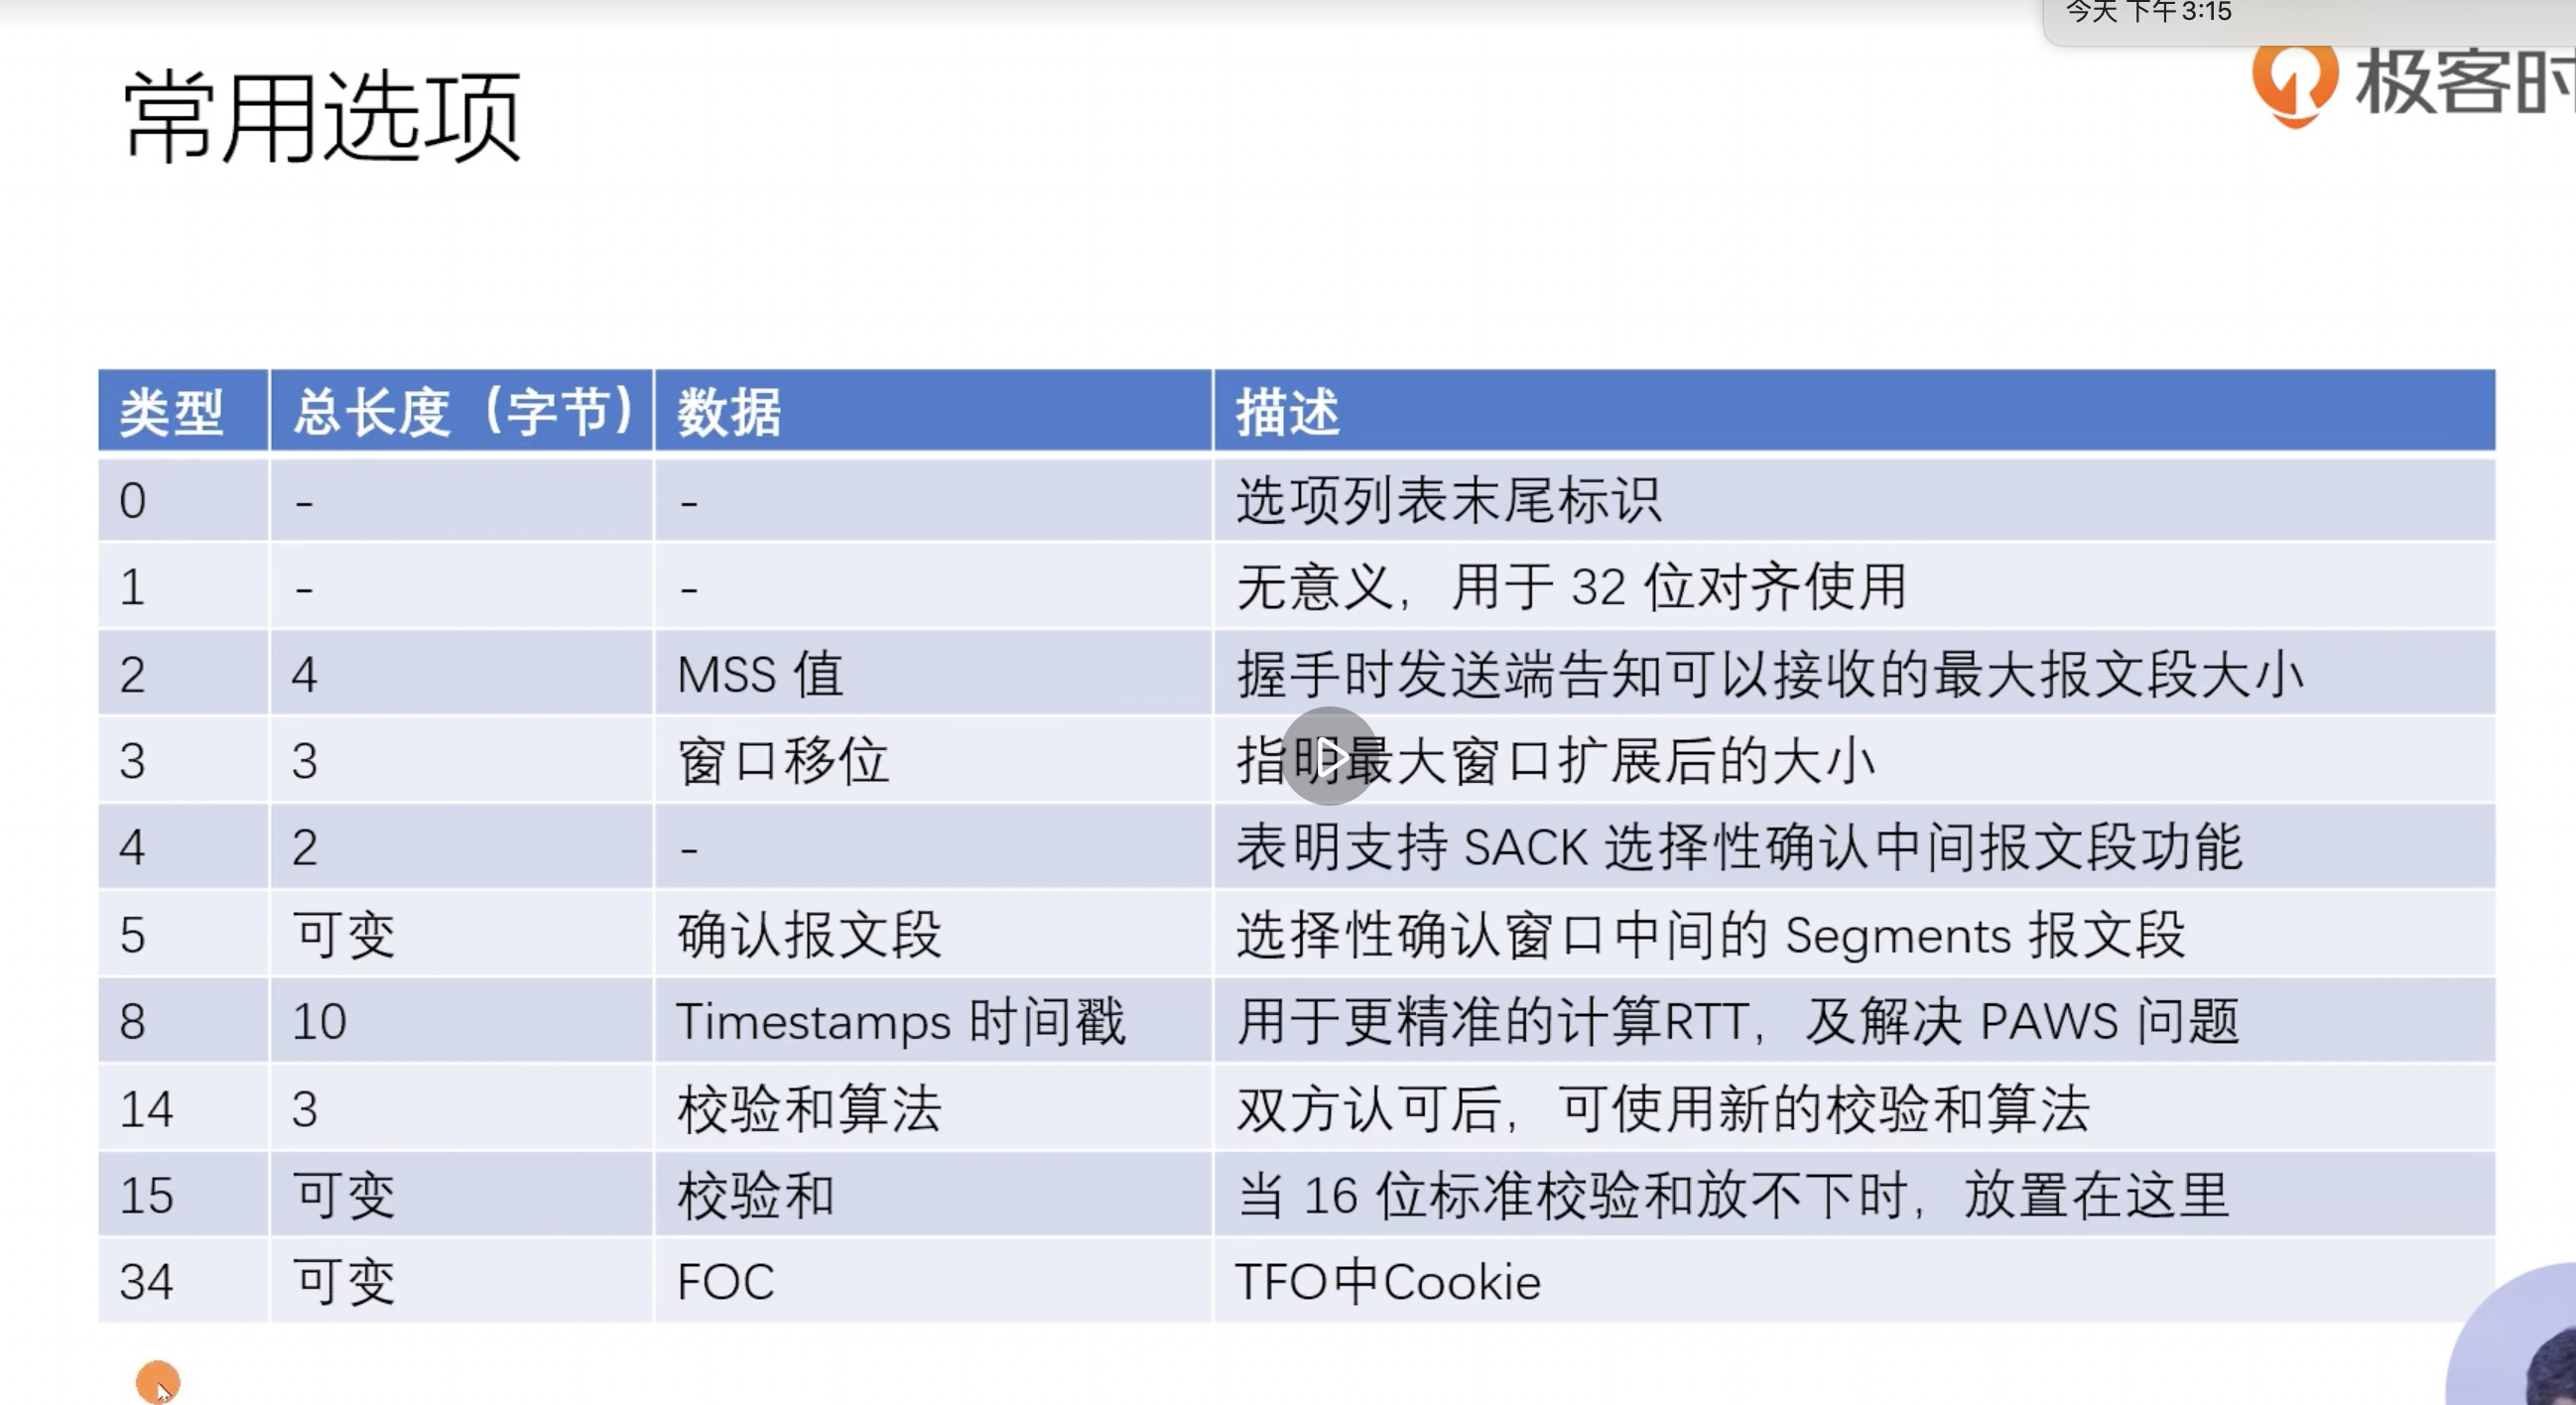 今天 下午3:15
极客时
常用选项
类型 总长度（字节） 数据 描述
0 - - 选项列表末尾标识
1 - - 无意义，用于 32 位对齐使用
2 4 MSS 值 握手时发送端告知可以接收的最大报文段大小
3 3 窗口移位 指明最大窗口扩展后的大小
4 2 - 表明支持 SACK 选择性确认中间报文段功能
5 可变 确认报文段 选择性确认窗口中间的 Segments 报文段
8 10 Timestamps 时间戳 用于更精准的计算RTT，及解决 PAWS 问题
14 3 校验和算法 双方认可后，可使用新的校验和算法
15 可变 校验和 当 16 位标准校验和放不下时，放置在这里
34 可变 FOC TFO中Cookie